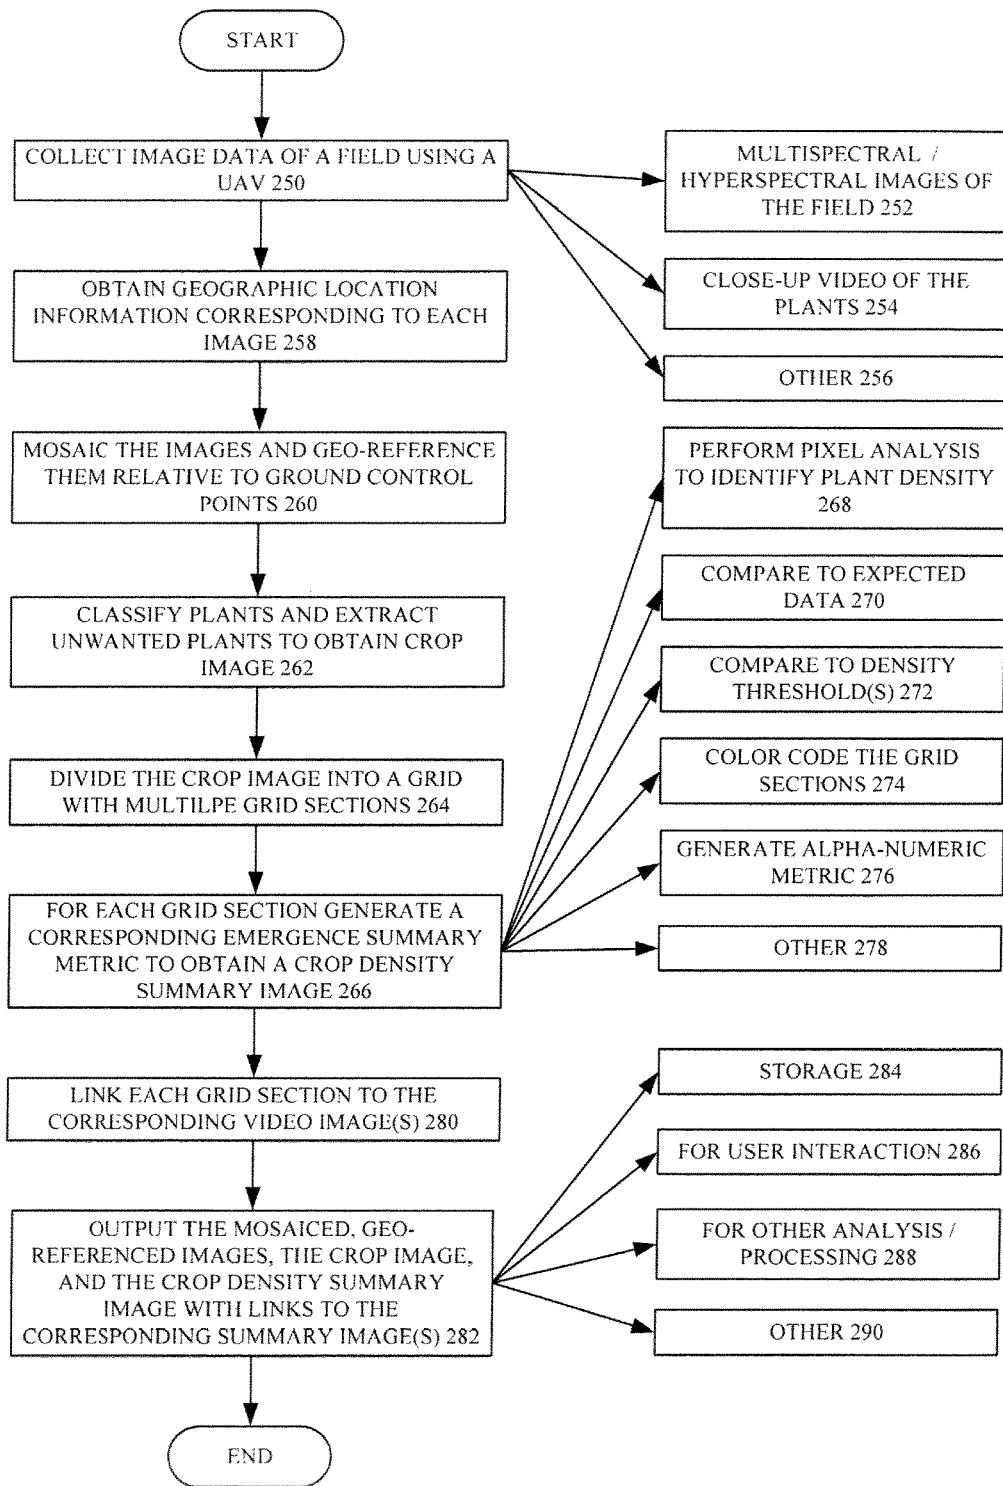 START
COLLECT IMAGE DATA OF A FIELD USING A
UAV 250
MULTISPECTRAL /
HYPERSPECTRAL IMAGES OF
THE FIELD 252
CLOSE-UP VIDEO OF THE
PLANTS 254
OTHER 256
OBTAIN GEOGRAPHIC LOCATION
INFORMATION CORRESPONDING TO EACH
IMAGE 258
MOSAIC THE IMAGES AND GEO-REFERENCE
THEM RELATIVE TO GROUND CONTROL
POINTS 260
CLASSIFY PLANTS AND EXTRACT
UNWANTED PLANTS TO OBTAIN CROP
IMAGE 262
DIVIDE THE CROP IMAGE INTO A GRID
WITH MULTILPE GRID SECTIONS 264
FOR EACH GRID SECTION GENERATE A
CORRESPONDING EMERGENCE SUMMARY
METRIC TO OBTAIN A CROP DENSITY
SUMMARY IMAGE 266
PERFORM PIXEL ANALYSIS
TO IDENTIFY PLANT DENSITY
268
COMPARE TO EXPECTED
DATA 270
COMPARE TO DENSITY
THRESHOLD(S) 272
COLOR CODE THE GRID
SECTIONS 274
GENERATE ALPHA-NUMERIC
METRIC 276
OTHER 278
LINK EACH GRID SECTION TO THE
CORRESPONDING VIDEO IMAGE(S) 280
OUTPUT THE MOSAICED, GEO-
REFERENCED IMAGES, THE CROP IMAGE,
AND THE CROP DENSITY SUMMARY
IMAGE WITH LINKS TO THE
CORRESPONDING SUMMARY IMAGE(S) 282
STORAGE 284
FOR USER INTERACTION 286
FOR OTHER ANALYSIS /
PROCESSING 288
OTHER 290
END